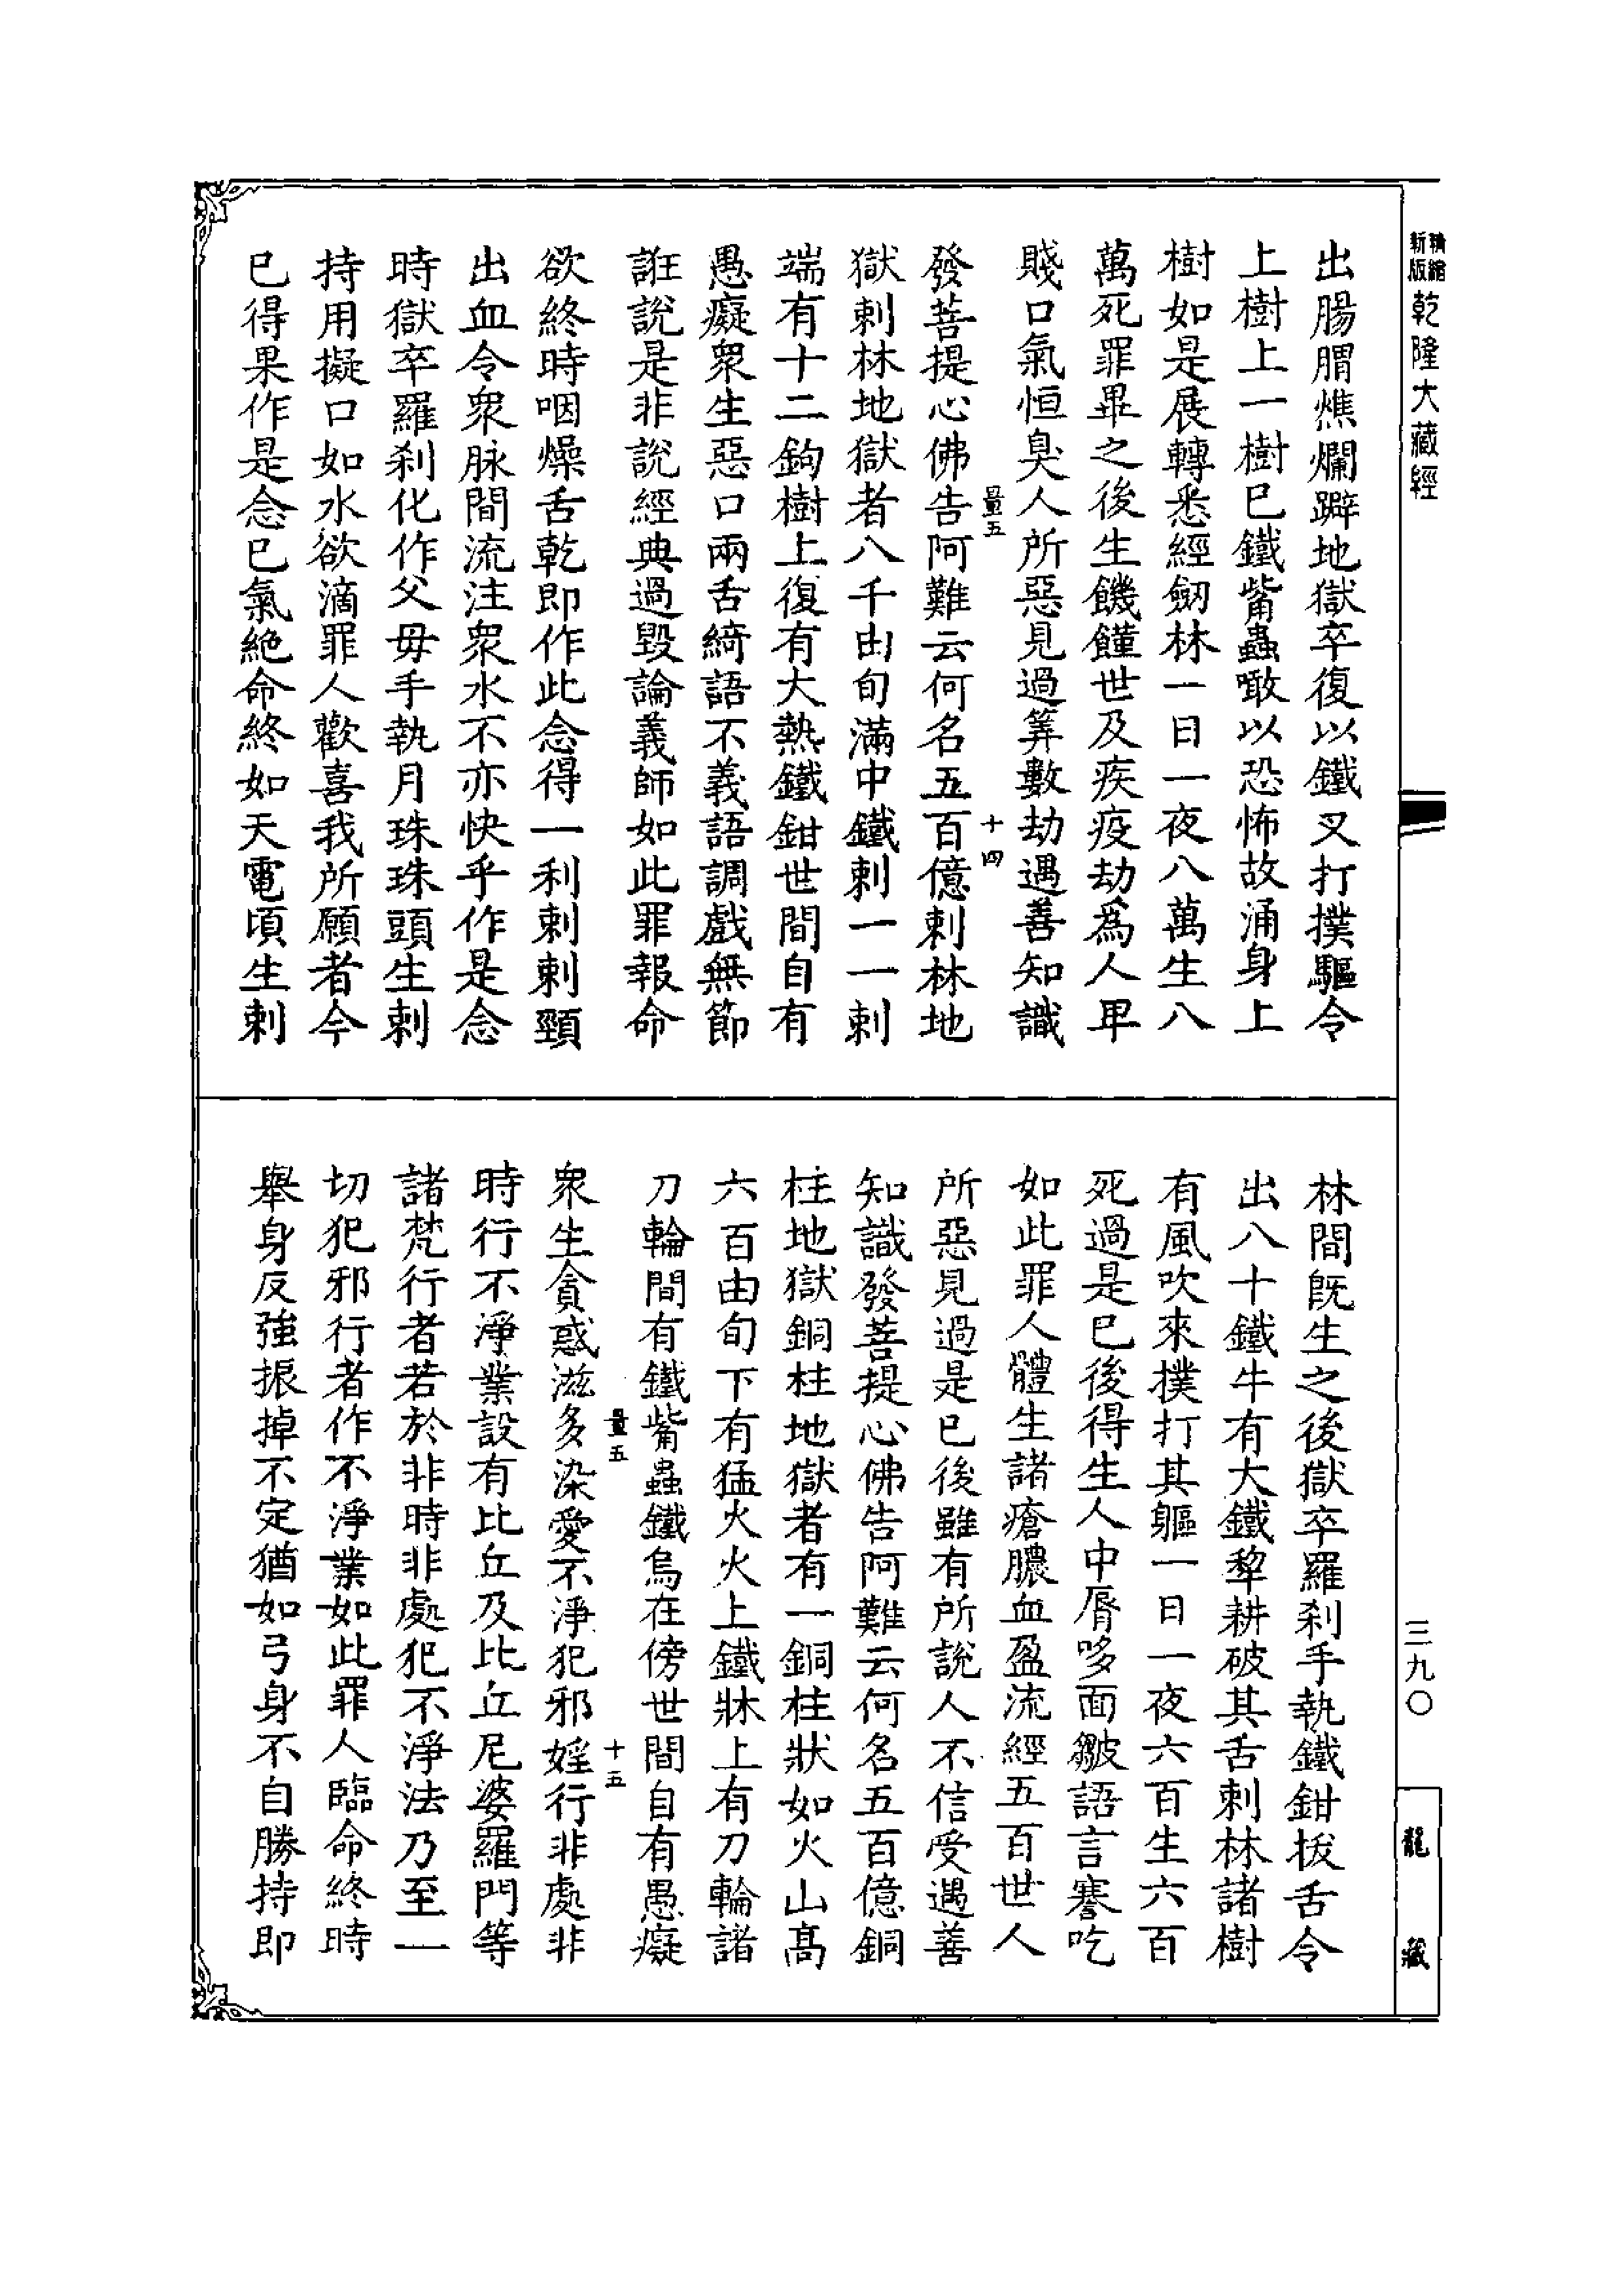 新版
精縮
乾隆大藏經
出腸胃燋爛躃地獄卒復以鐵叉打撲驅令
上樹上一樹已鐵觜蟲噉以恐怖故涌身上
樹如是展轉悉經劒林一日一夜八萬生八
萬死罪畢之後生饑饉世及疾疫劫為人卑
賤口氣恒臭人所惡見過筭數劫遇善知識
量五
十四
發菩提心佛告阿難云何名五百億刺林地
獄刺林地獄者八千由旬滿中鐵刺一一刺
端有十二鉤樹上復有大熱鐵鉗世間自有
愚癡眾生惡口兩舌綺語不義語調戲無節
誑說是非說經典過毀論義師如此罪報命
欲終時咽燥舌乾即作此念得一利刺刺頸
出血令眾脉間流注眾水不亦快乎作是念
時獄卒羅刹化作父毋手執月珠珠頭生刺
持用擬口如水欲滴罪人歡喜我所願者今
已得果作是念已氣絶命終如天電頃生刺
林間既生之後獄卒羅刹手執鐵鉗拔舌令
出八十鐵牛有大鐵犂耕破其舌刺林諸樹
有風吹來撲打其軀一日一夜六百生六百
死過是已後得生人中脣哆面皺語言謇吃
如此罪人體生諸瘡膿血盈流經五百世人
所惡見過是已後雖有所說人不信受遇善
知識發菩提心佛告阿難云何名五百億銅
柱地獄銅柱地獄者有一銅柱狀如火山高
六百由旬下有猛火火上鐵牀上有刀輪諸
刀輪間有鐵觜蟲鐵烏在傍世間自有愚癡
量五
十五
眾生貪惑滋多染愛不淨犯邪婬行非處非
時行不淨業設有比丘及比丘尼婆羅門等
諸梵行者若於非時非處犯不淨法乃至一
切犯邪行者作不淨業如此罪人臨命終時
舉身反強振掉不定猶如弓身不自勝持即
三九〇
龍藏